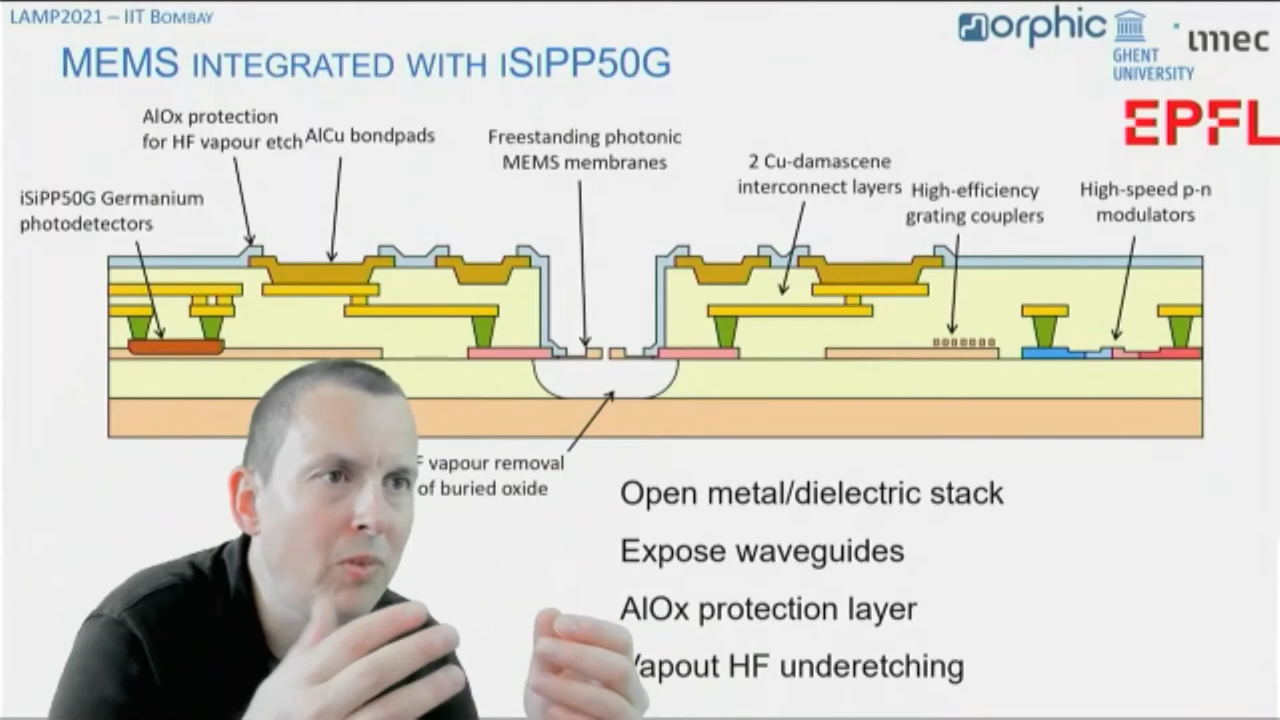 LAMP2021 – IIT BOMBAY
morphic
GHENT
UNIVERSITY
imec
EPFL
MEMS INTEGRATED WITH ISIPP50G
AlOx protection
for HF vapour etch
AlCu bondpads
Freestanding photonic
MEMS membranes
2 Cu-damascene
interconnect layers
High-efficiency
grating couplers
High-speed p-n
modulators
iSiPP50G Germanium
photodetectors
vapour removal
of buried oxide
Open metal/dielectric stack
Expose waveguides
AlOx protection layer
Vapout HF underetching